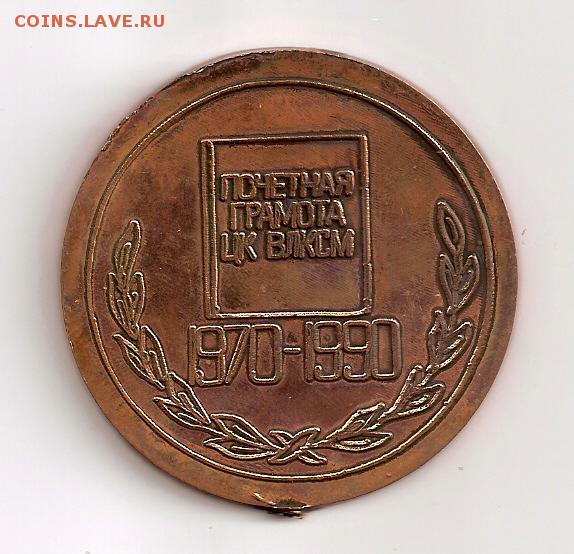 COINS.LAVE.RU
ПОЧЕТНАЯ
ГРАМОТА
ЦК ВЛКСМ
1970-1990